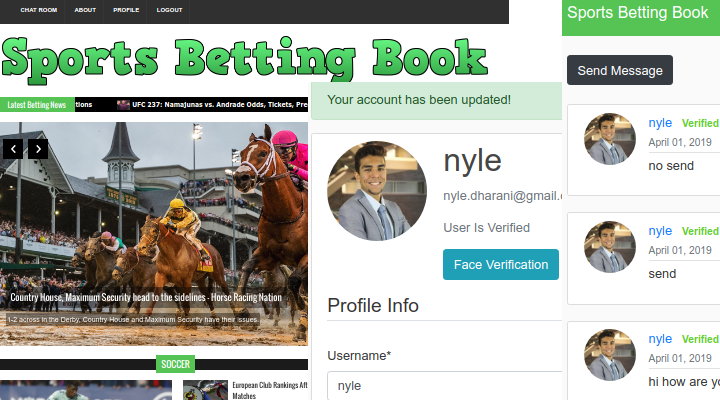 CHAT ROOM ABOUT PROFILE LOGOUT
Sports Betting Book
Latest Betting News
tions
UFC 237: Namajunas vs. Andrade Odds, Tickets, Pre
Country House, Maximum Security head to the sidelines - Horse Racing Nation
1-2 across in the Derby, Country House and Maximum Security have their issues
SOCCER
European Club Rankings Aft
Matches
Your account has been updated!
nyle
nyle.dharani@gmail.
User Is Verified
Face Verification
Profile Info
Username*
nyle
Sports Betting Book
Send Message
nyle Verified
April 01, 2019
no send
nyle Verified
April 01, 2019
send
nyle Verified
April 01, 2019
hi how are yo